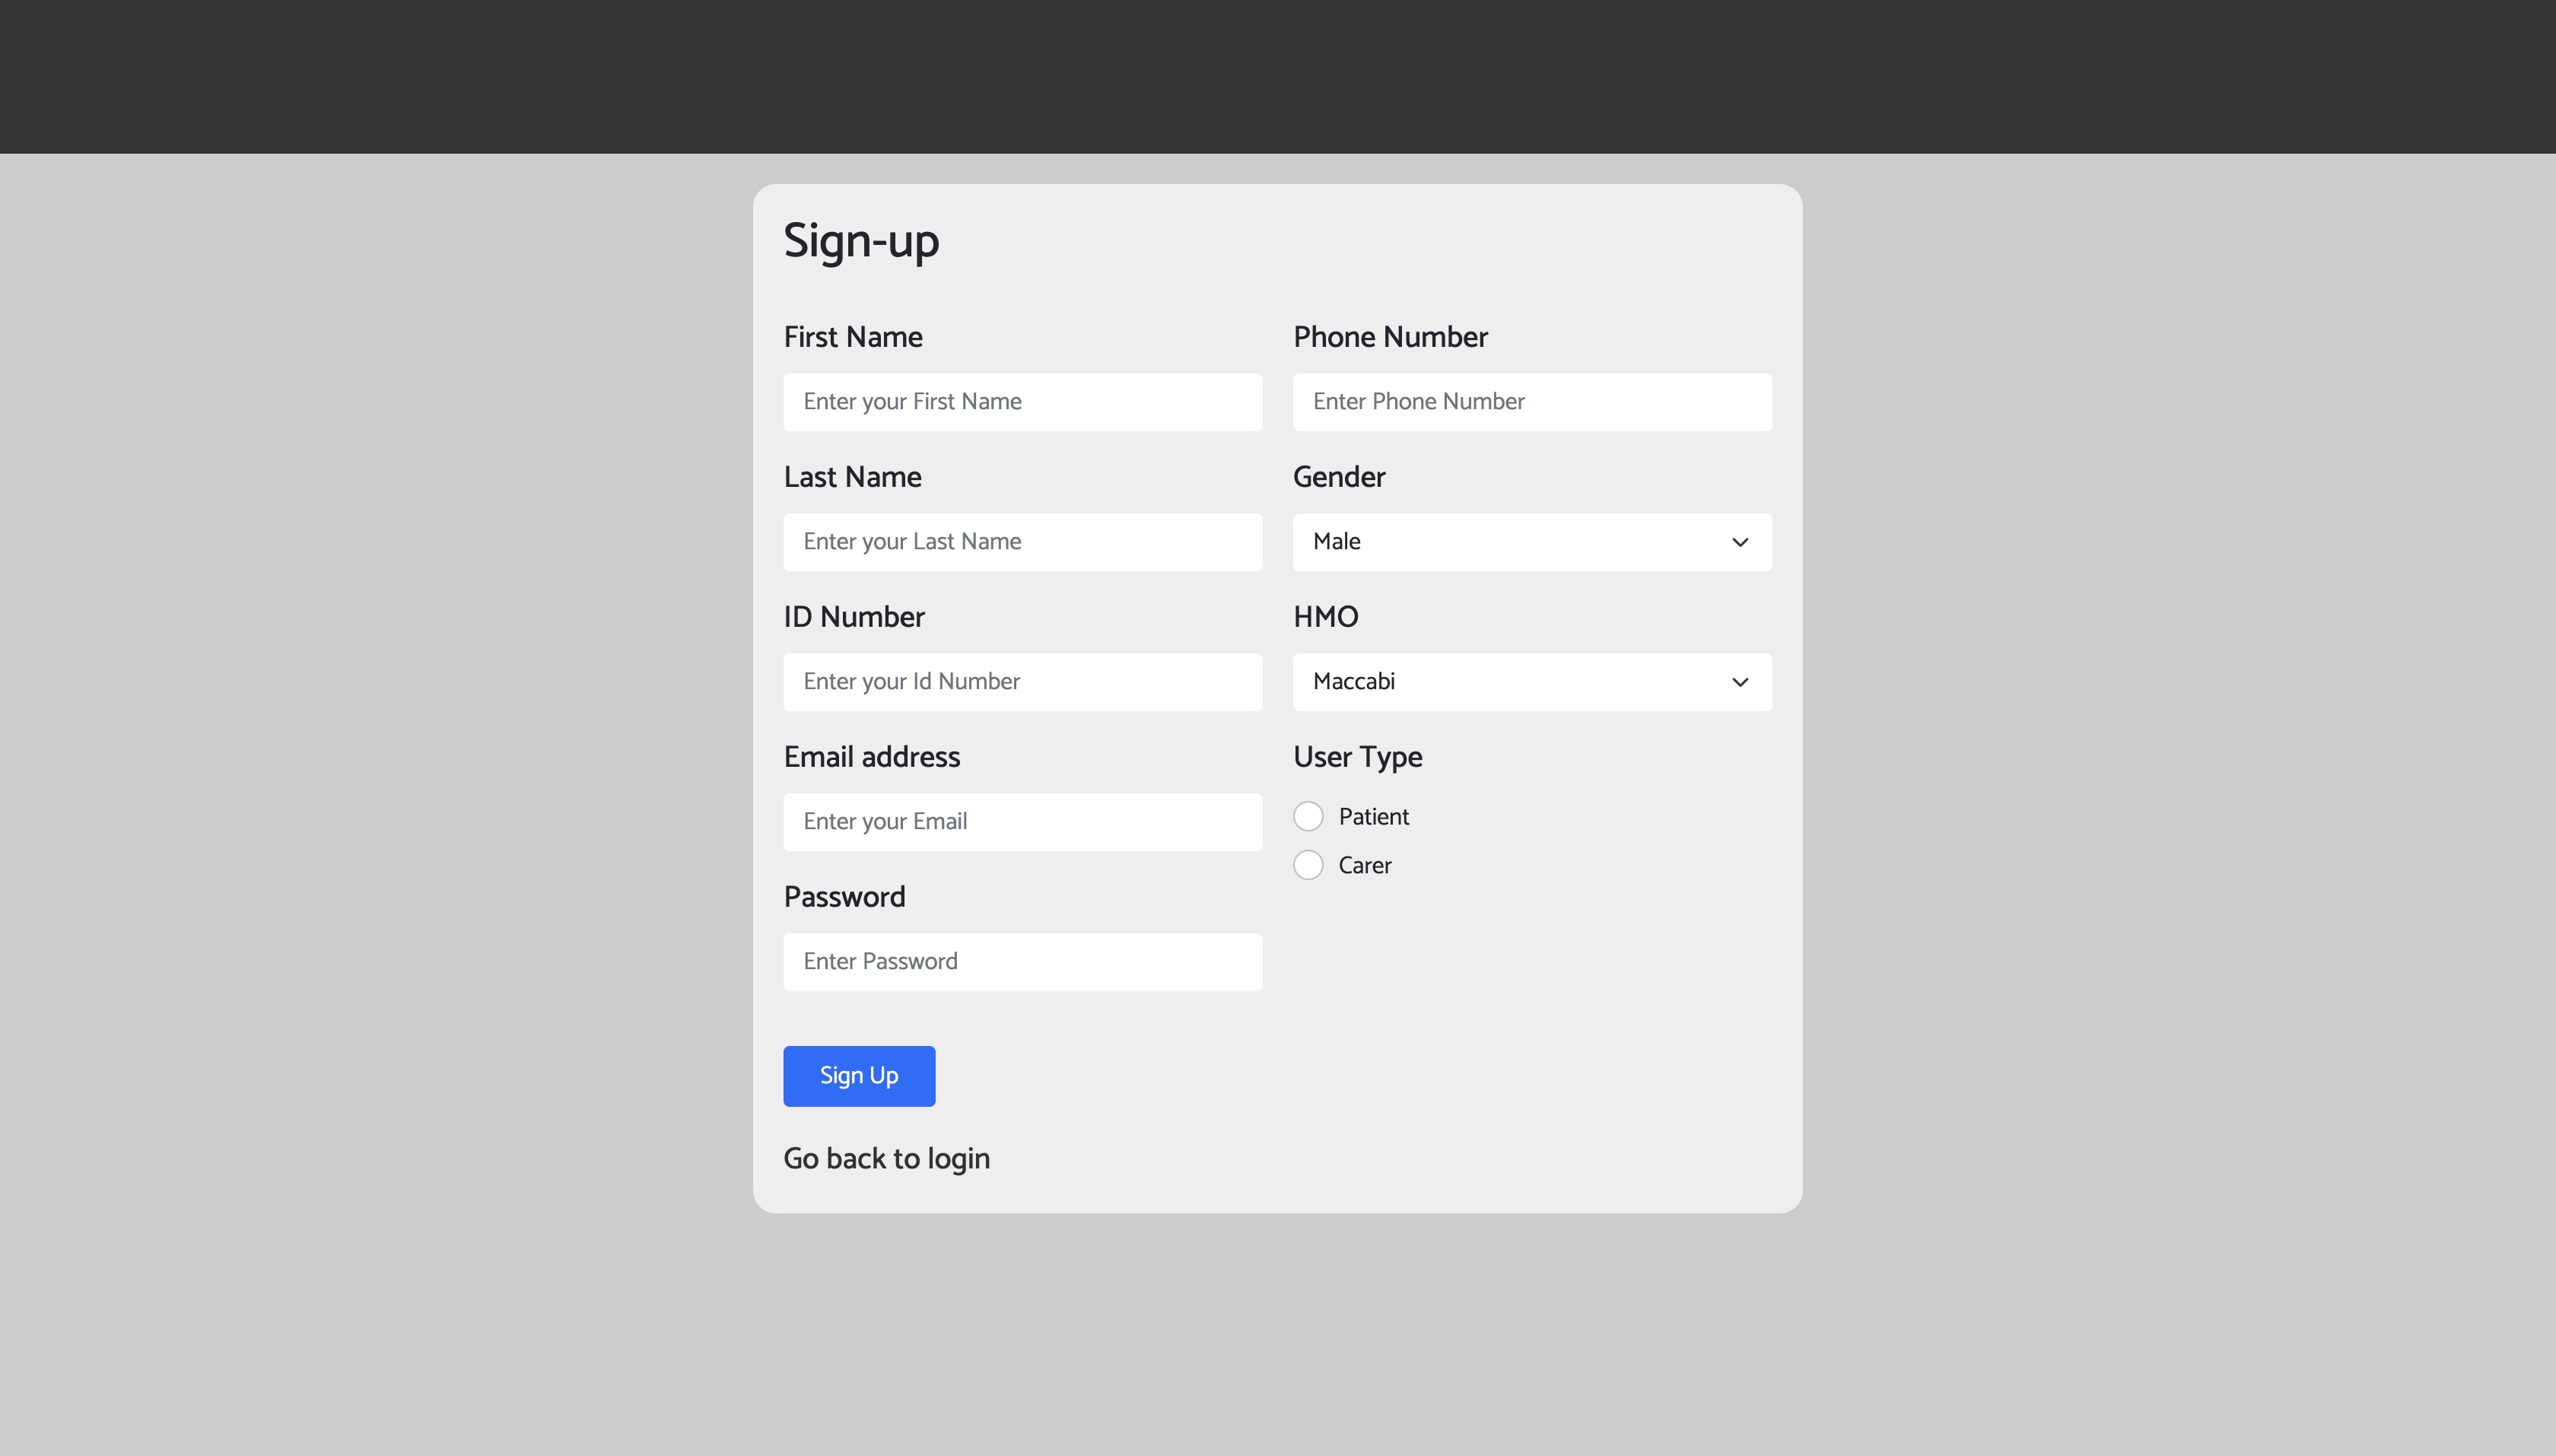 Sign-up
First Name
Enter your First Name
Last Name
Enter your Last Name
ID Number
Enter your Id Number
Email address
Enter your Email
Password
Enter Password
Phone Number
Enter Phone Number
Gender
Male
HMO
Maccabi
User Type
Patient
Carer
Sign Up
Go back to login